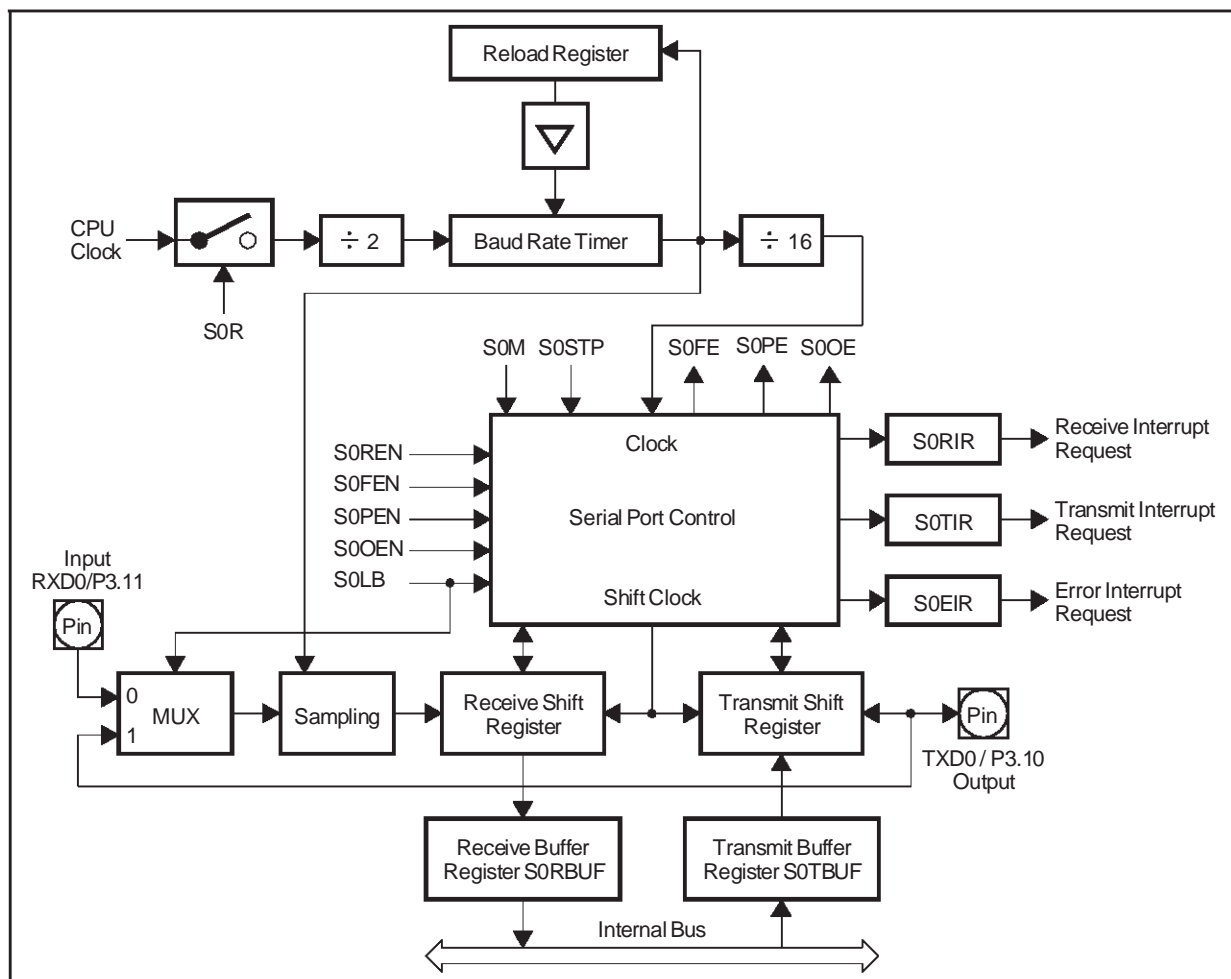 Reload Register
CPU
Clock
÷ 2
Baud Rate Timer
÷ 16
S0R
S0M
S0STP
S0FE
S0PE
S0OE
Clock
Serial Port Control
Shift Clock
S0REN
S0FEN
S0PEN
S0OEN
S0LB
S0RIR
Receive Interrupt
Request
S0TIR
Transmit Interrupt
Request
S0EIR
Error Interrupt
Request
Input
RXD0/P3.11
Pin
0
MUX
1
Sampling
Receive Shift
Register
Transmit Shift
Register
Pin
TXD0 / P3.10
Output
Receive Buffer
Register S0RBUF
Transmit Buffer
Register S0TBUF
Internal Bus